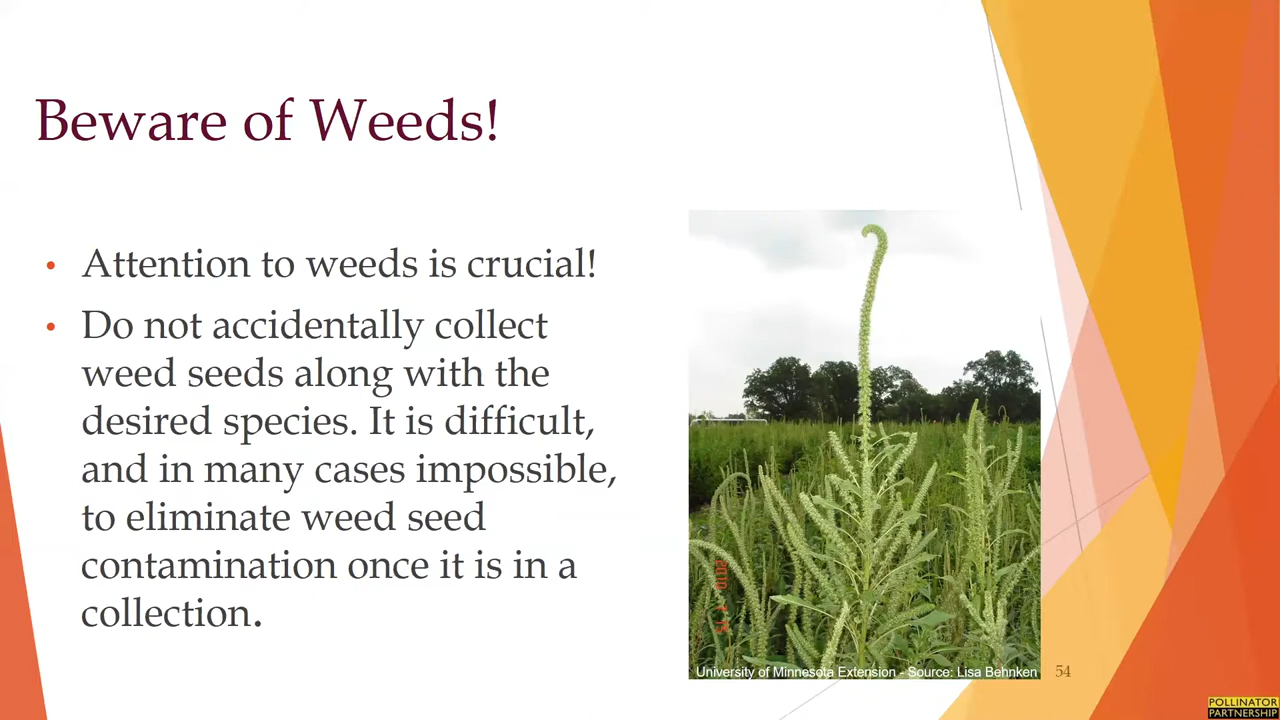 Beware of Weeds!
• Attention to weeds is crucial!
• Do not accidentally collect
weed seeds along with the
desired species. It is difficult,
and in many cases impossible,
to eliminate weed seed
contamination once it is in a
collection.
University of Minnesota Extension - Source: Lisa Behnken
54
POLLINATOR
PARTNERSHIP